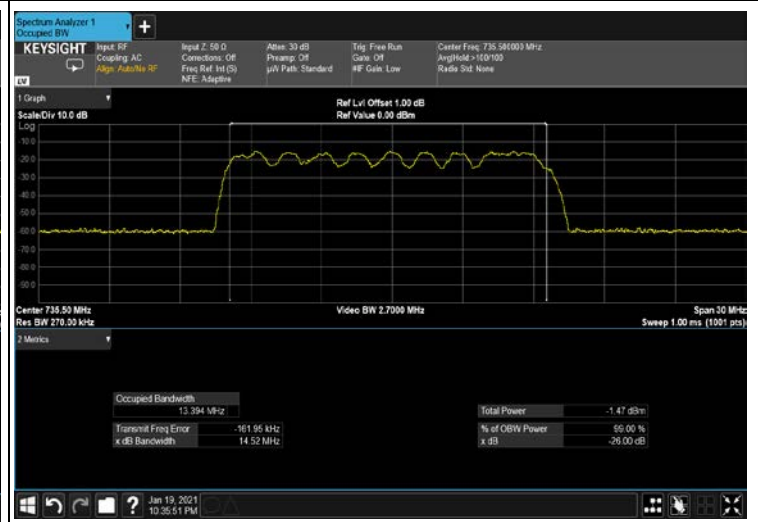 Spectrum Analyzer 1
Occupied BW
+
KEYSIGHT
Input: RF
Coupling: AC
Align: Auto/No RF
Input Z: 50 Ω
Corrections: Off
Freq Ref: Int (S)
NFE: Adaptive
Atten: 30 dB
Preamp: Off
µW Path: Standard
Trig: Free Run
Gate: Off
#IF Gain: Low
Center Freq: 735.500000 MHz
Avg|Hold:>100/100
Radio Std: None
1 Graph
Scale/Div 10.0 dB
Ref Lvl Offset 1.00 dB
Ref Value 0.00 dBm
Log
-10.0
-20.0
-30.0
-40.0
-50.0
-60.0
-70.0
-80.0
-90.0
Center 735.50 MHz
Res BW 270.00 kHz
Video BW 2.7000 MHz
Span 30 MHz
Sweep 1.00 ms (1001 pts)
2 Metrics
Occupied Bandwidth
13.394 MHz
Transmit Freq Error -161.95 kHz
x dB Bandwidth 14.52 MHz
Total Power -1.47 dBm
% of OBW Power 99.00 %
x dB -26.00 dB
?
Jan 19, 2021
10:35:51 PM